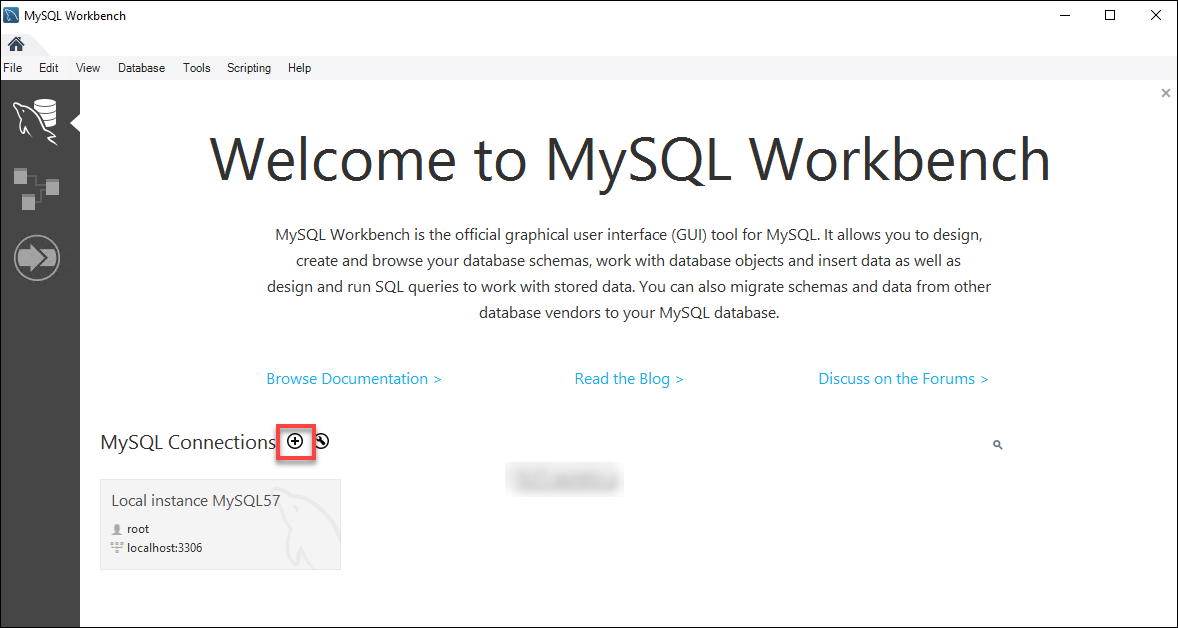 MySQL Workbench
File Edit View Database Tools Scripting Help
Welcome to MySQL Workbench
MySQL Workbench is the official graphical user interface (GUI) tool for MySQL. It allows you to design,
create and browse your database schemas, work with database objects and insert data as well as
design and run SQL queries to work with stored data. You can also migrate schemas and data from other
database vendors to your MySQL database.
Browse Documentation > Read the Blog > Discuss on the Forums >
MySQL Connections
Local instance MySQL57
root
localhost:3306